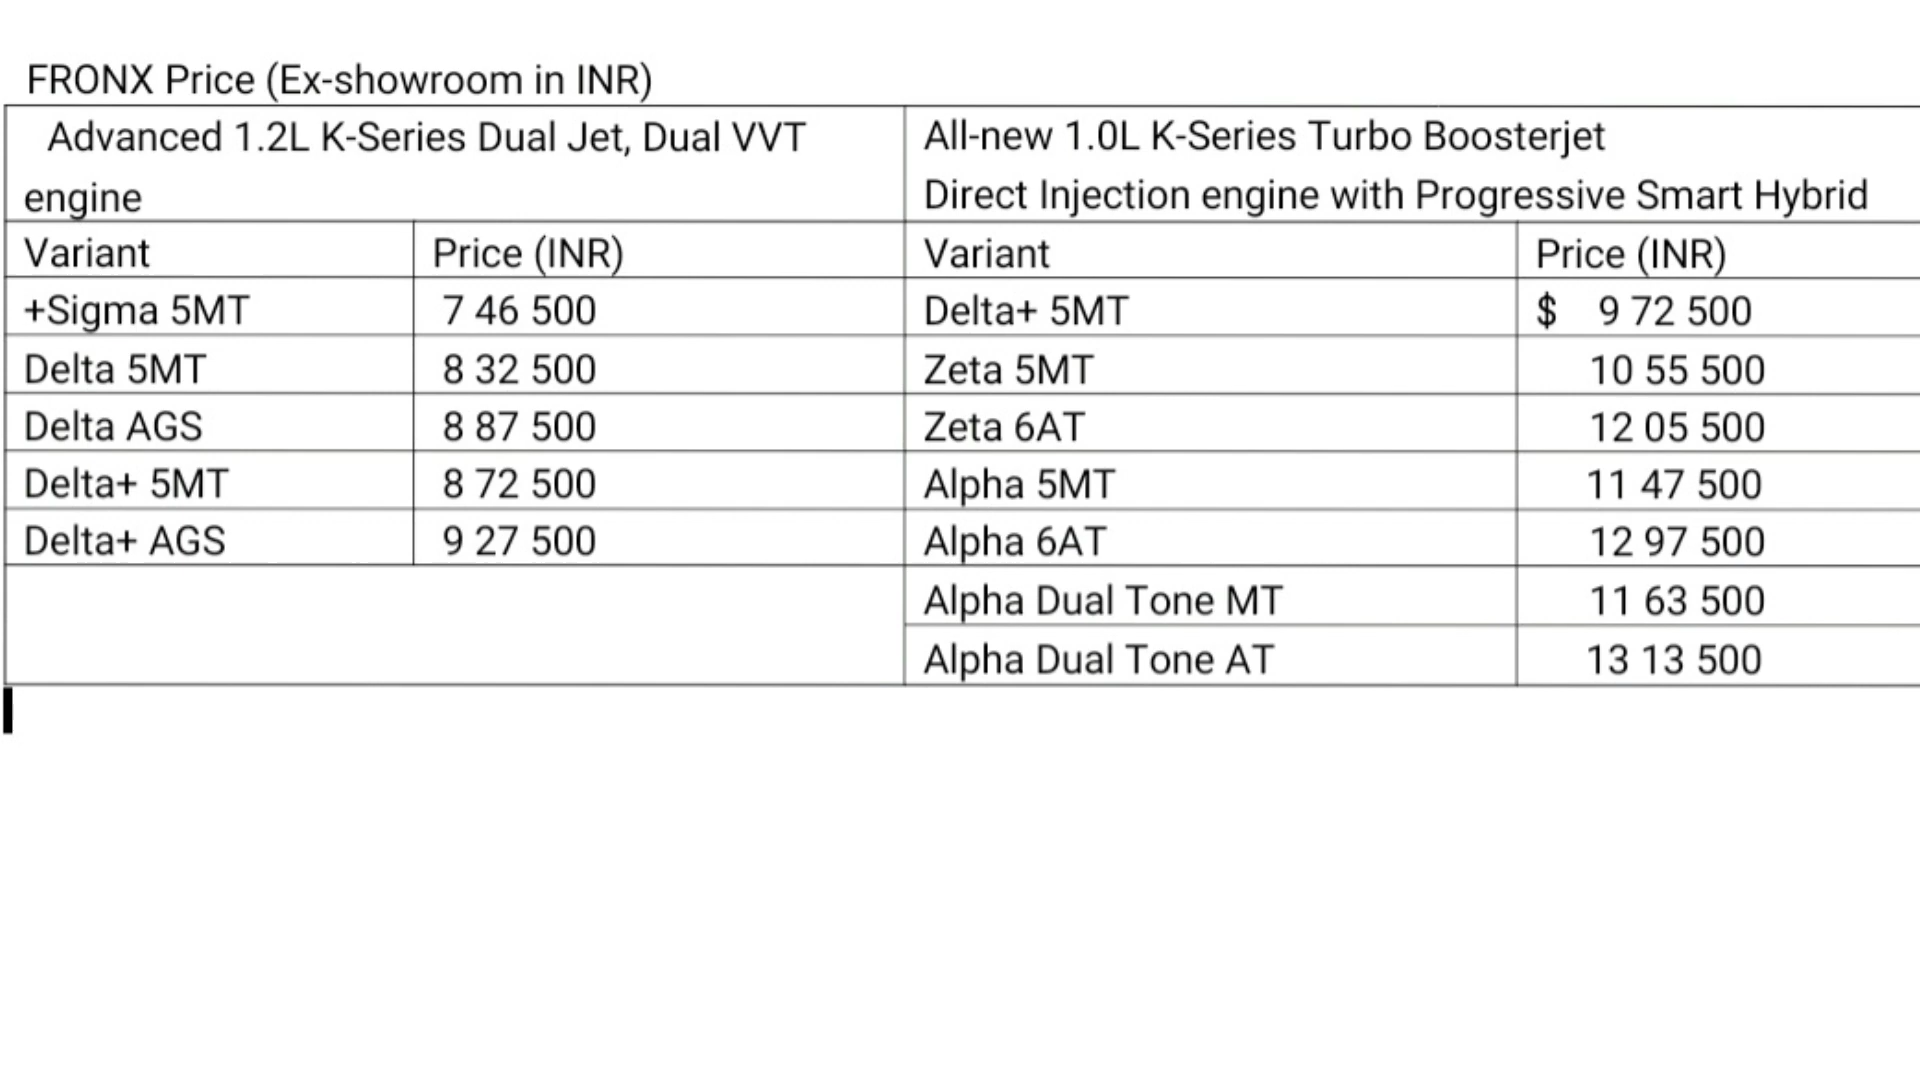 FRONX Price (Ex-showroom in INR)
Advanced 1.2L K-Series Dual Jet, Dual VVT
engine
All-new 1.0L K-Series Turbo Boosterjet
Direct Injection engine with Progressive Smart Hybrid
Variant Price (INR) Variant Price (INR)
+Sigma 5MT 7 46 500 Delta+ 5MT $ 9 72 500
Delta 5MT 8 32 500 Zeta 5MT 10 55 500
Delta AGS 8 87 500 Zeta 6AT 12 05 500
Delta+ 5MT 8 72 500 Alpha 5MT 11 47 500
Delta+ AGS 9 27 500 Alpha 6AT 12 97 500
Alpha Dual Tone MT 11 63 500
Alpha Dual Tone AT 13 13 500